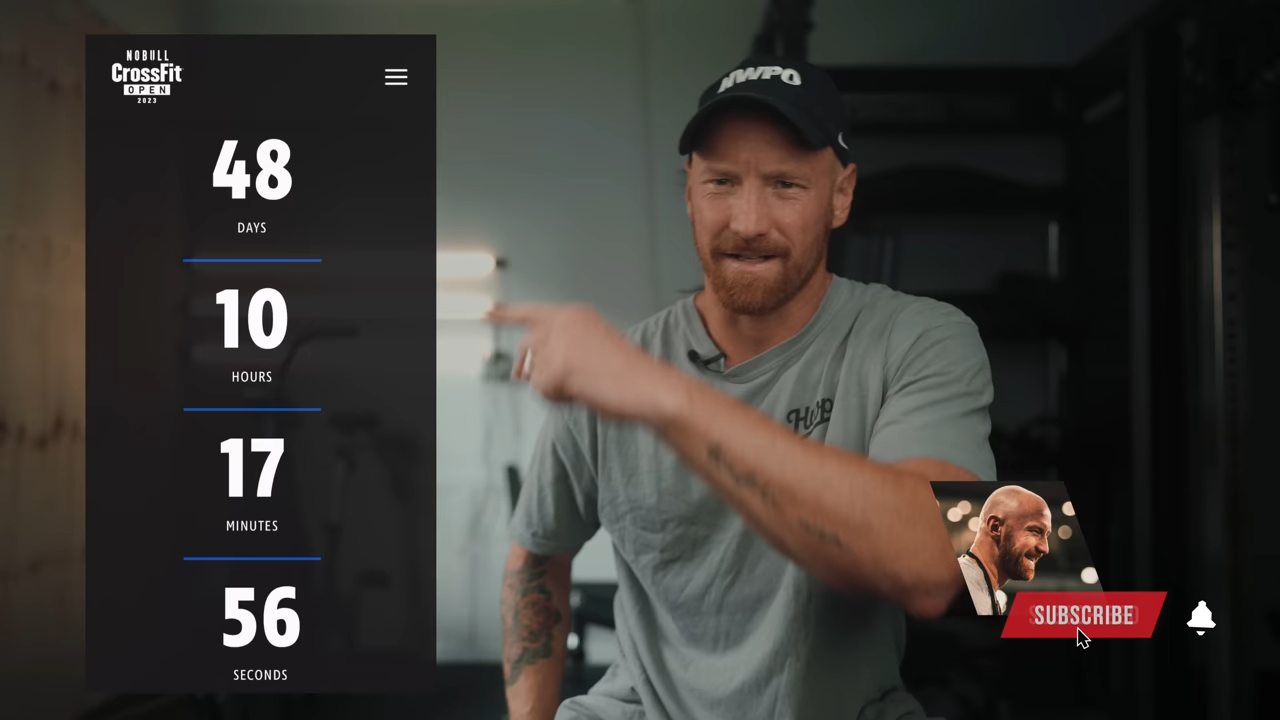 NOBULL
CrossFit
OPEN
2023
48
DAYS
10
HOURS
17
MINUTES
56
SECONDS
HWPO
SUBSCRIBE